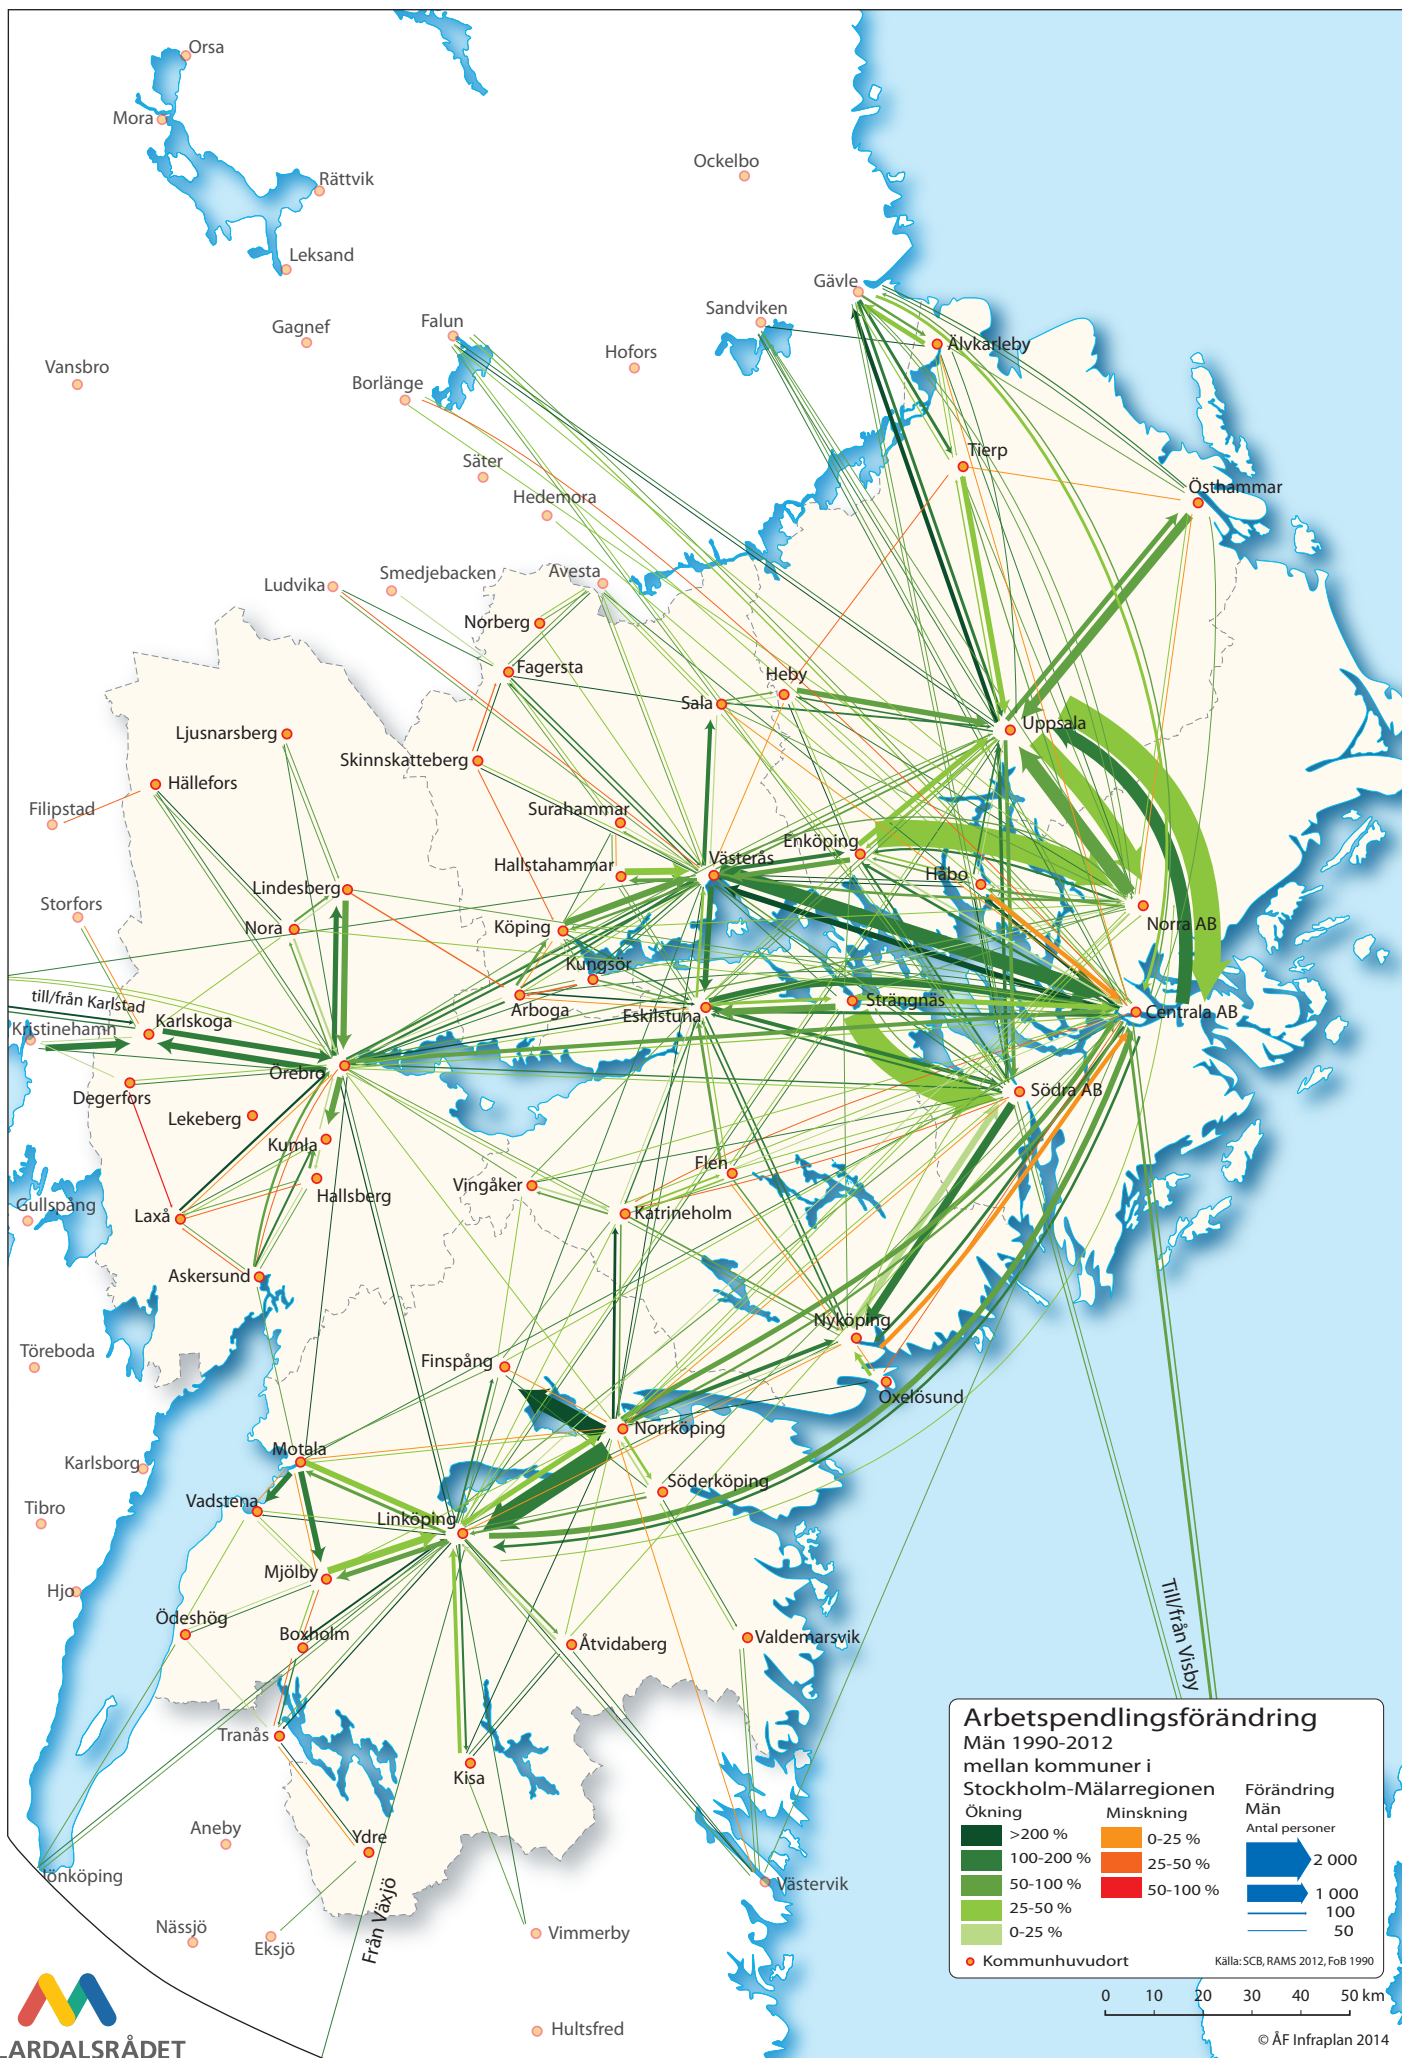 Orsa
Mora
Ockelbo
Rättvik
Leksand
Gävle
Sandviken
Falun
Gagnef
Älvkarleby
Hofors
Vansbro
Borlänge
Tierp
Säter
Östhammar
Hedemora
Smedjebacken
Avesta
Ludvika
Norberg
Fagersta
Heby
Sala
Uppsala
Ljusnarsberg
Skinnskatteberg
Hällefors
Filipstad
Surahammar
Enköping
Hallstahammar
Västerås
Håbo
Lindesberg
Storfors
Norra AB
Nora
Köping
Kungsör
till/från Karlstad
Strängnäs
Arboga
Eskilstuna
Centrala AB
Karlskoga
Kristinehamn
Örebro
Södra AB
Degerfors
Lekeberg
Kumla
Flen
Vingåker
Hallsberg
Gullspång
Laxå
Katrineholm
Askersund
Nyköping
Töreboda
Finspång
Oxelösund
Norrköping
Motala
Karlsborg
Söderköping
Vadstena
Tibro
Linköping
Mjölby
Hjo
Till/från Visby
Ödeshög
Boxholm
Åtvidaberg
Valdemarsvik
Tranås
Kisa
Aneby
Ydre
Jönköping
Västervik
Från Växjö
Nässjö
Eksjö
Vimmerby
Hultsfred
Arbetspendlingsförändring
Män 1990-2012
mellan kommuner i
Stockholm-Mälarregionen
Ökning
>200 %
100-200 %
50-100 %
25-50 %
0-25 %
Minskning
0-25 %
25-50 %
50-100 %
Förändring
Män
Antal personer
2 000
1 000
100
50
Kommunhuvudort
Källa: SCB, RAMS 2012, FoB 1990
0 10 20 30 40 50 km
© ÅF Infraplan 2014
LARDALSRÅDET